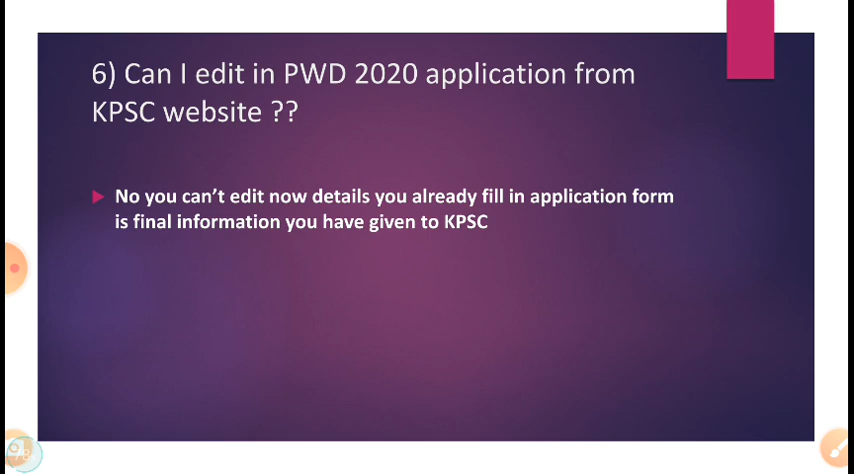 6) Can I edit in PWD 2020 application from
KPSC website ??
No you can't edit now details you already fill in application form
is final information you have given to KPSC